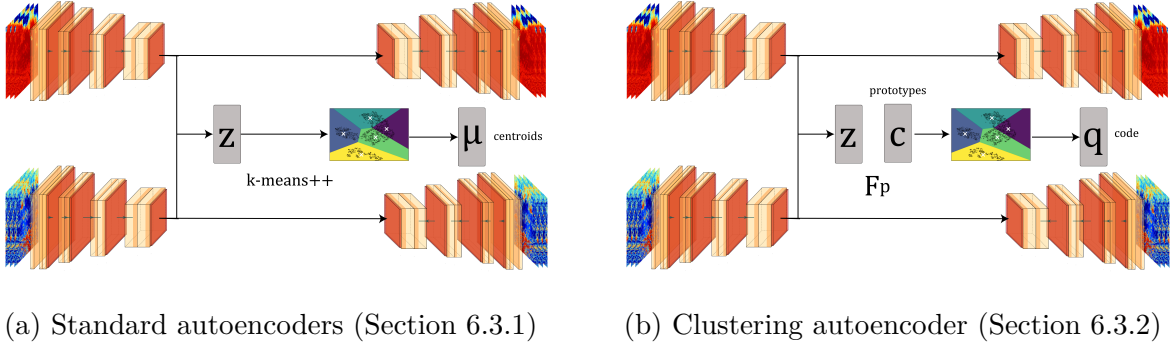 z
μ
centroids
k-means++
prototypes
z
c
q
code
Fp
(a) Standard autoencoders (Section 6.3.1)
(b) Clustering autoencoder (Section 6.3.2)